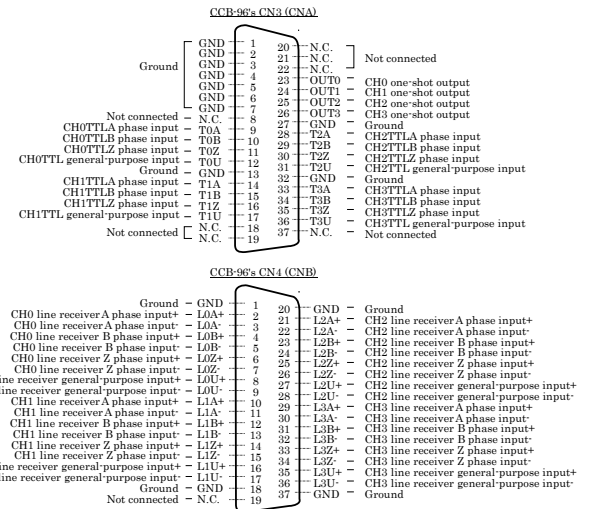 CCB-96's CN3 (CNA)
Ground
GND 1
GND 2
GND 3
GND 4
GND 5
GND 6
GND 7
Not connected - N.C. 8
CH0TTLA phase input - T0A 9
CH0TTLB phase input - T0B 10
CH0TTLZ phase input - T0Z 11
CH0TTL general-purpose input - T0U 12
Ground - GND 13
CH1TTLA phase input - T1A 14
CH1TTLB phase input - T1B 15
CH1TTLZ phase input - T1Z 16
CH1TTL general-purpose input - T1U 17
Not connected
N.C. 18
N.C. 19
20 N.C.
21 N.C.
22 N.C.
Not connected
23 OUT0 - CH0 one-shot output
24 OUT1 - CH1 one-shot output
25 OUT2 - CH2 one-shot output
26 OUT3 - CH3 one-shot output
27 GND - Ground
28 T2A - CH2TTLA phase input
29 T2B - CH2TTLB phase input
30 T2Z - CH2TTLZ phase input
31 T2U - CH2TTL general-purpose input
32 GND - Ground
33 T3A - CH3TTLA phase input
34 T3B - CH3TTLB phase input
35 T3Z - CH3TTLZ phase input
36 T3U - CH3TTL general-purpose input
37 N.C. - Not connected
CCB-96's CN4 (CNB)
Ground - GND 1
CH0 line receiver A phase input+ - L0A+ 2
CH0 line receiver A phase input- - L0A- 3
CH0 line receiver B phase input+ - L0B+ 4
CH0 line receiver B phase input- - L0B- 5
CH0 line receiver Z phase input+ - L0Z+ 6
CH0 line receiver Z phase input- - L0Z- 7
line receiver general-purpose input+ - L0U+ 8
line receiver general-purpose input- - L0U- 9
CH1 line receiver A phase input+ - L1A+ 10
CH1 line receiver A phase input- - L1A- 11
CH1 line receiver B phase input+ - L1B+ 12
CH1 line receiver B phase input- - L1B- 13
CH1 line receiver Z phase input+ - L1Z+ 14
CH1 line receiver Z phase input- - L1Z- 15
line receiver general-purpose input+ - L1U+ 16
line receiver general-purpose input- - L1U- 17
Ground - GND 18
Not connected - N.C. 19
20 GND - Ground
21 L2A+ - CH2 line receiver A phase input+
22 L2A- - CH2 line receiver A phase input-
23 L2B+ - CH2 line receiver B phase input+
24 L2B- - CH2 line receiver B phase input-
25 L2Z+ - CH2 line receiver Z phase input+
26 L2Z- - CH2 line receiver Z phase input-
27 L2U+ - CH2 line receiver general-purpose input+
28 L2U- - CH2 line receiver general-purpose input-
29 L3A+ - CH3 line receiver A phase input+
30 L3A- - CH3 line receiver A phase input-
31 L3B+ - CH3 line receiver B phase input+
32 L3B- - CH3 line receiver B phase input-
33 L3Z+ - CH3 line receiver Z phase input+
34 L3Z- - CH3 line receiver Z phase input-
35 L3U+ - CH3 line receiver general-purpose input+
36 L3U- - CH3 line receiver general-purpose input-
37 GND - Ground